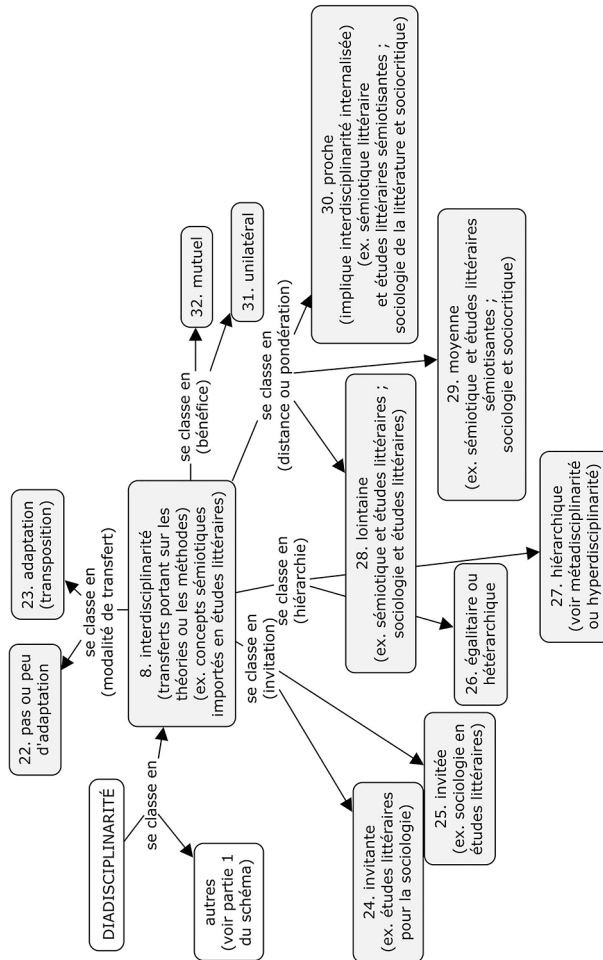 DIADISCIPLINARITÉ
se classe en
autres
(voir partie 1
du schéma)
8. interdisciplinarité
(transferts portant sur les
théories ou les méthodes)
(ex. concepts sémiotiques
importés en études littéraires)
se classe en
(modalité de transfert)
22. pas ou peu
d'adaptation
23. adaptation
(transposition)
se classe en
(invitation)
24. invitante
(ex. études littéraires
pour la sociologie)
25. invitée
(ex. sociologie en
études littéraires)
se classe en
(hiérarchie)
26. égalitaire ou
hétérarchique
27. hiérarchique
(voir métadisciplinarité
ou hyperdisciplinarité)
se classe en
(distance ou pondération)
28. lointaine
(ex. sémiotique et études littéraires ;
sociologie et études littéraires)
29. moyenne
(ex. sémiotique et études littéraires
sémiotisantes ;
sociologie et sociocritique)
30. proche
(implique interdisciplinarité internalisée)
(ex. sémiotique littéraire
et études littéraires sémiotisantes ;
sociologie de la littérature et sociocritique)
se classe en
(bénéfice)
31. unilatéral
32. mutuel